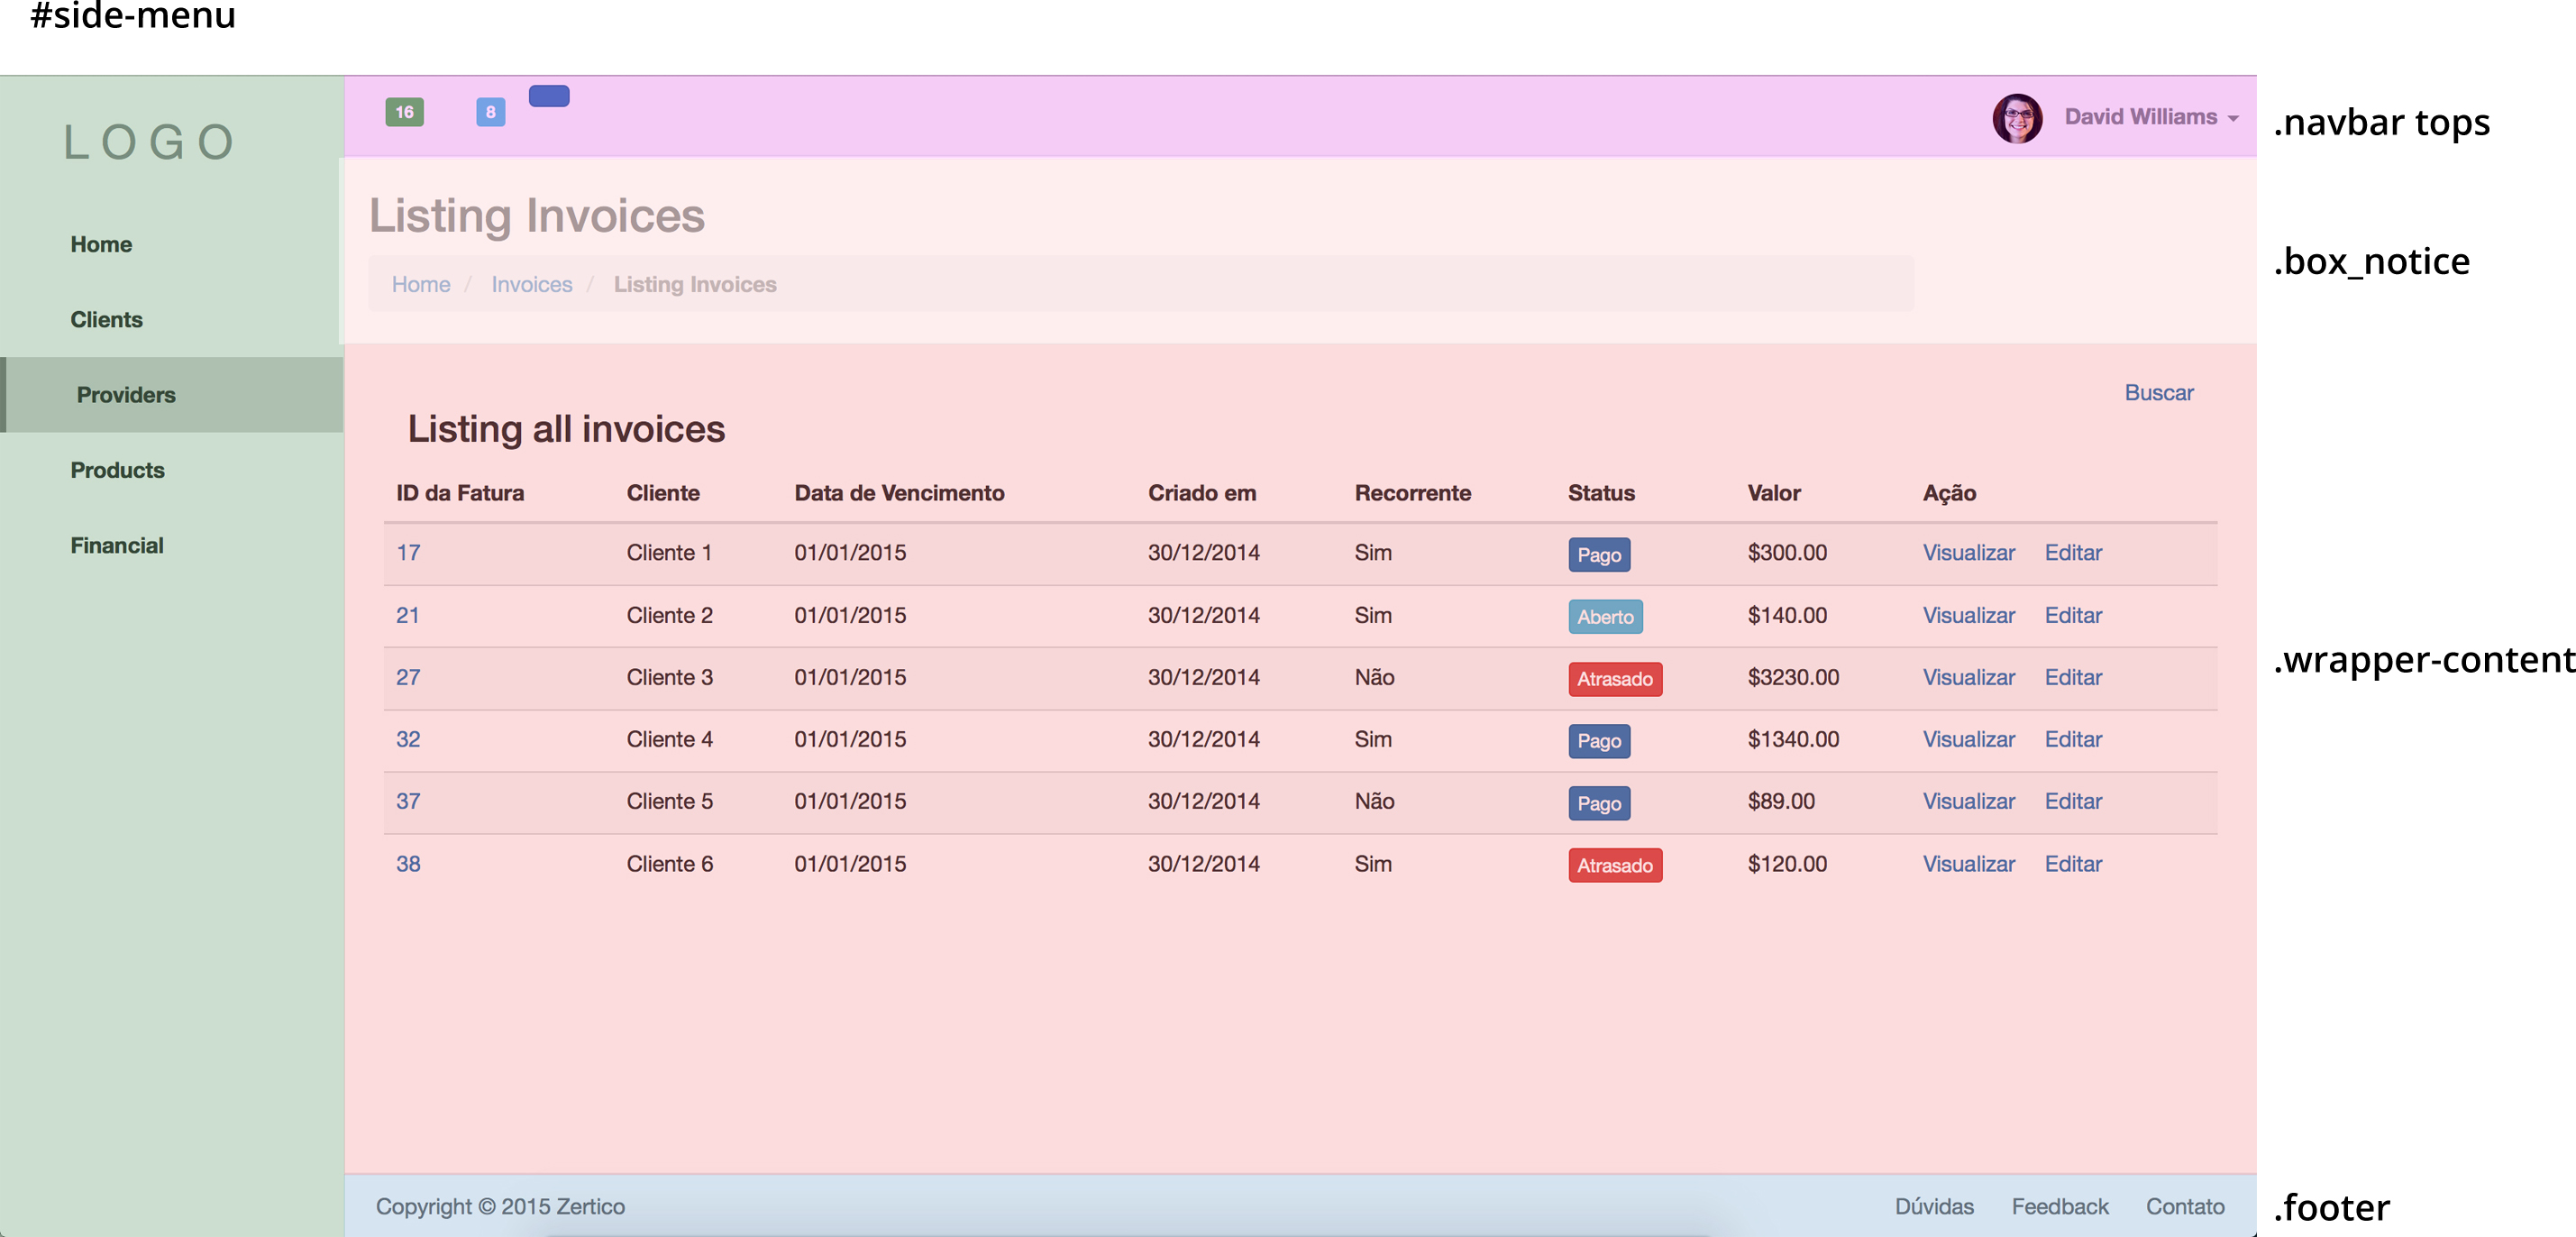 #side-menu
LOGO
16 8 David Williams
.navbar tops
Listing Invoices
.box_notice
Home / Invoices / Listing Invoices
Home
Clients
Providers
Products
Financial
Buscar
Listing all invoices
ID da Fatura Cliente Data de Vencimento Criado em Recorrente Status Valor Ação
17 Cliente 1 01/01/2015 30/12/2014 Sim Pago $300.00 Visualizar Editar
21 Cliente 2 01/01/2015 30/12/2014 Sim Aberto $140.00 Visualizar Editar
27 Cliente 3 01/01/2015 30/12/2014 Não Atrasado $3230.00 Visualizar Editar
32 Cliente 4 01/01/2015 30/12/2014 Sim Pago $1340.00 Visualizar Editar
37 Cliente 5 01/01/2015 30/12/2014 Não Pago $89.00 Visualizar Editar
38 Cliente 6 01/01/2015 30/12/2014 Sim Atrasado $120.00 Visualizar Editar
.wrapper-content
Copyright © 2015 Zertico Dúvidas Feedback Contato
.footer